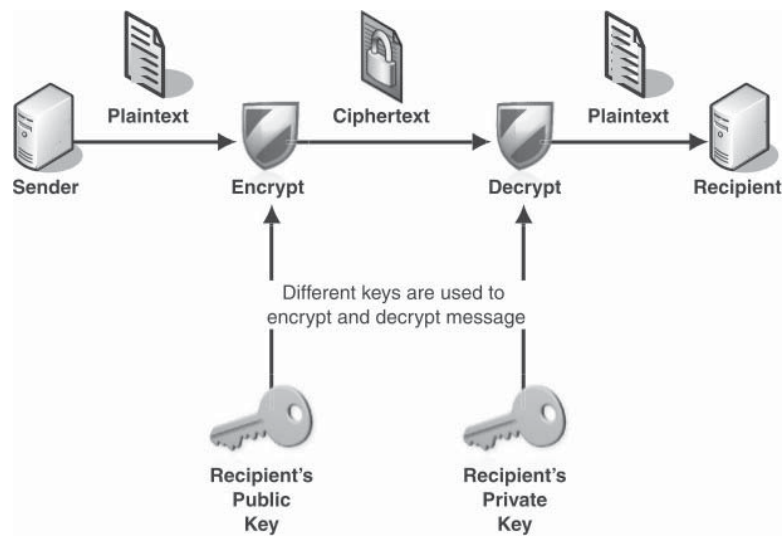 Plaintext
Ciphertext
Plaintext
Sender
Encrypt
Decrypt
Recipient
Different keys are used to
encrypt and decrypt message
Recipient's
Public
Key
Recipient's
Private
Key